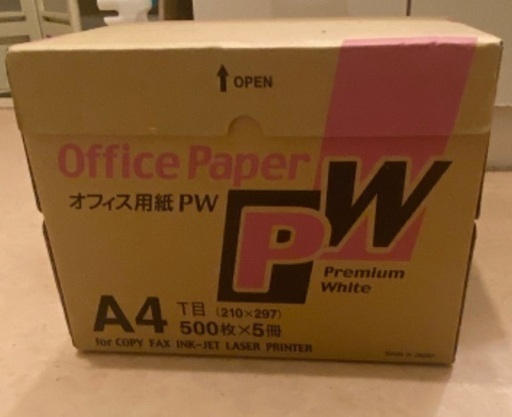 ↑ OPEN
Office Paper
オフィス用紙 PW
PW
Premium
White
A4 T目 (210×297)
500枚×5冊
for COPY FAX INK-JET LASER PRINTER